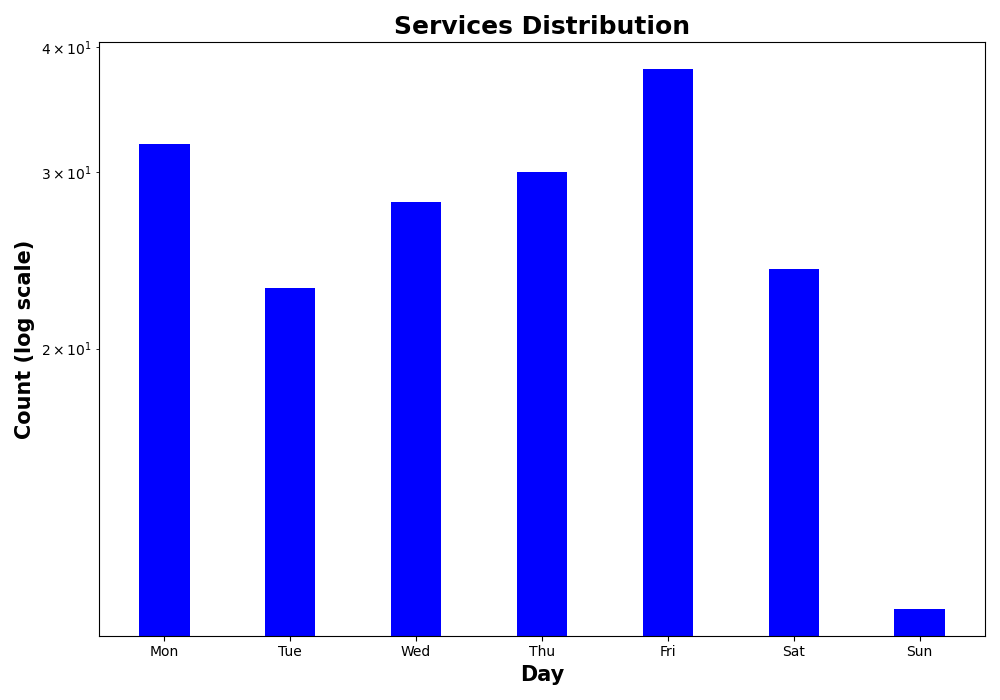 Services Distribution
Count (log scale)
4 × 10¹
3 × 10¹
2 × 10¹
Mon Tue Wed Thu Fri Sat Sun
Day